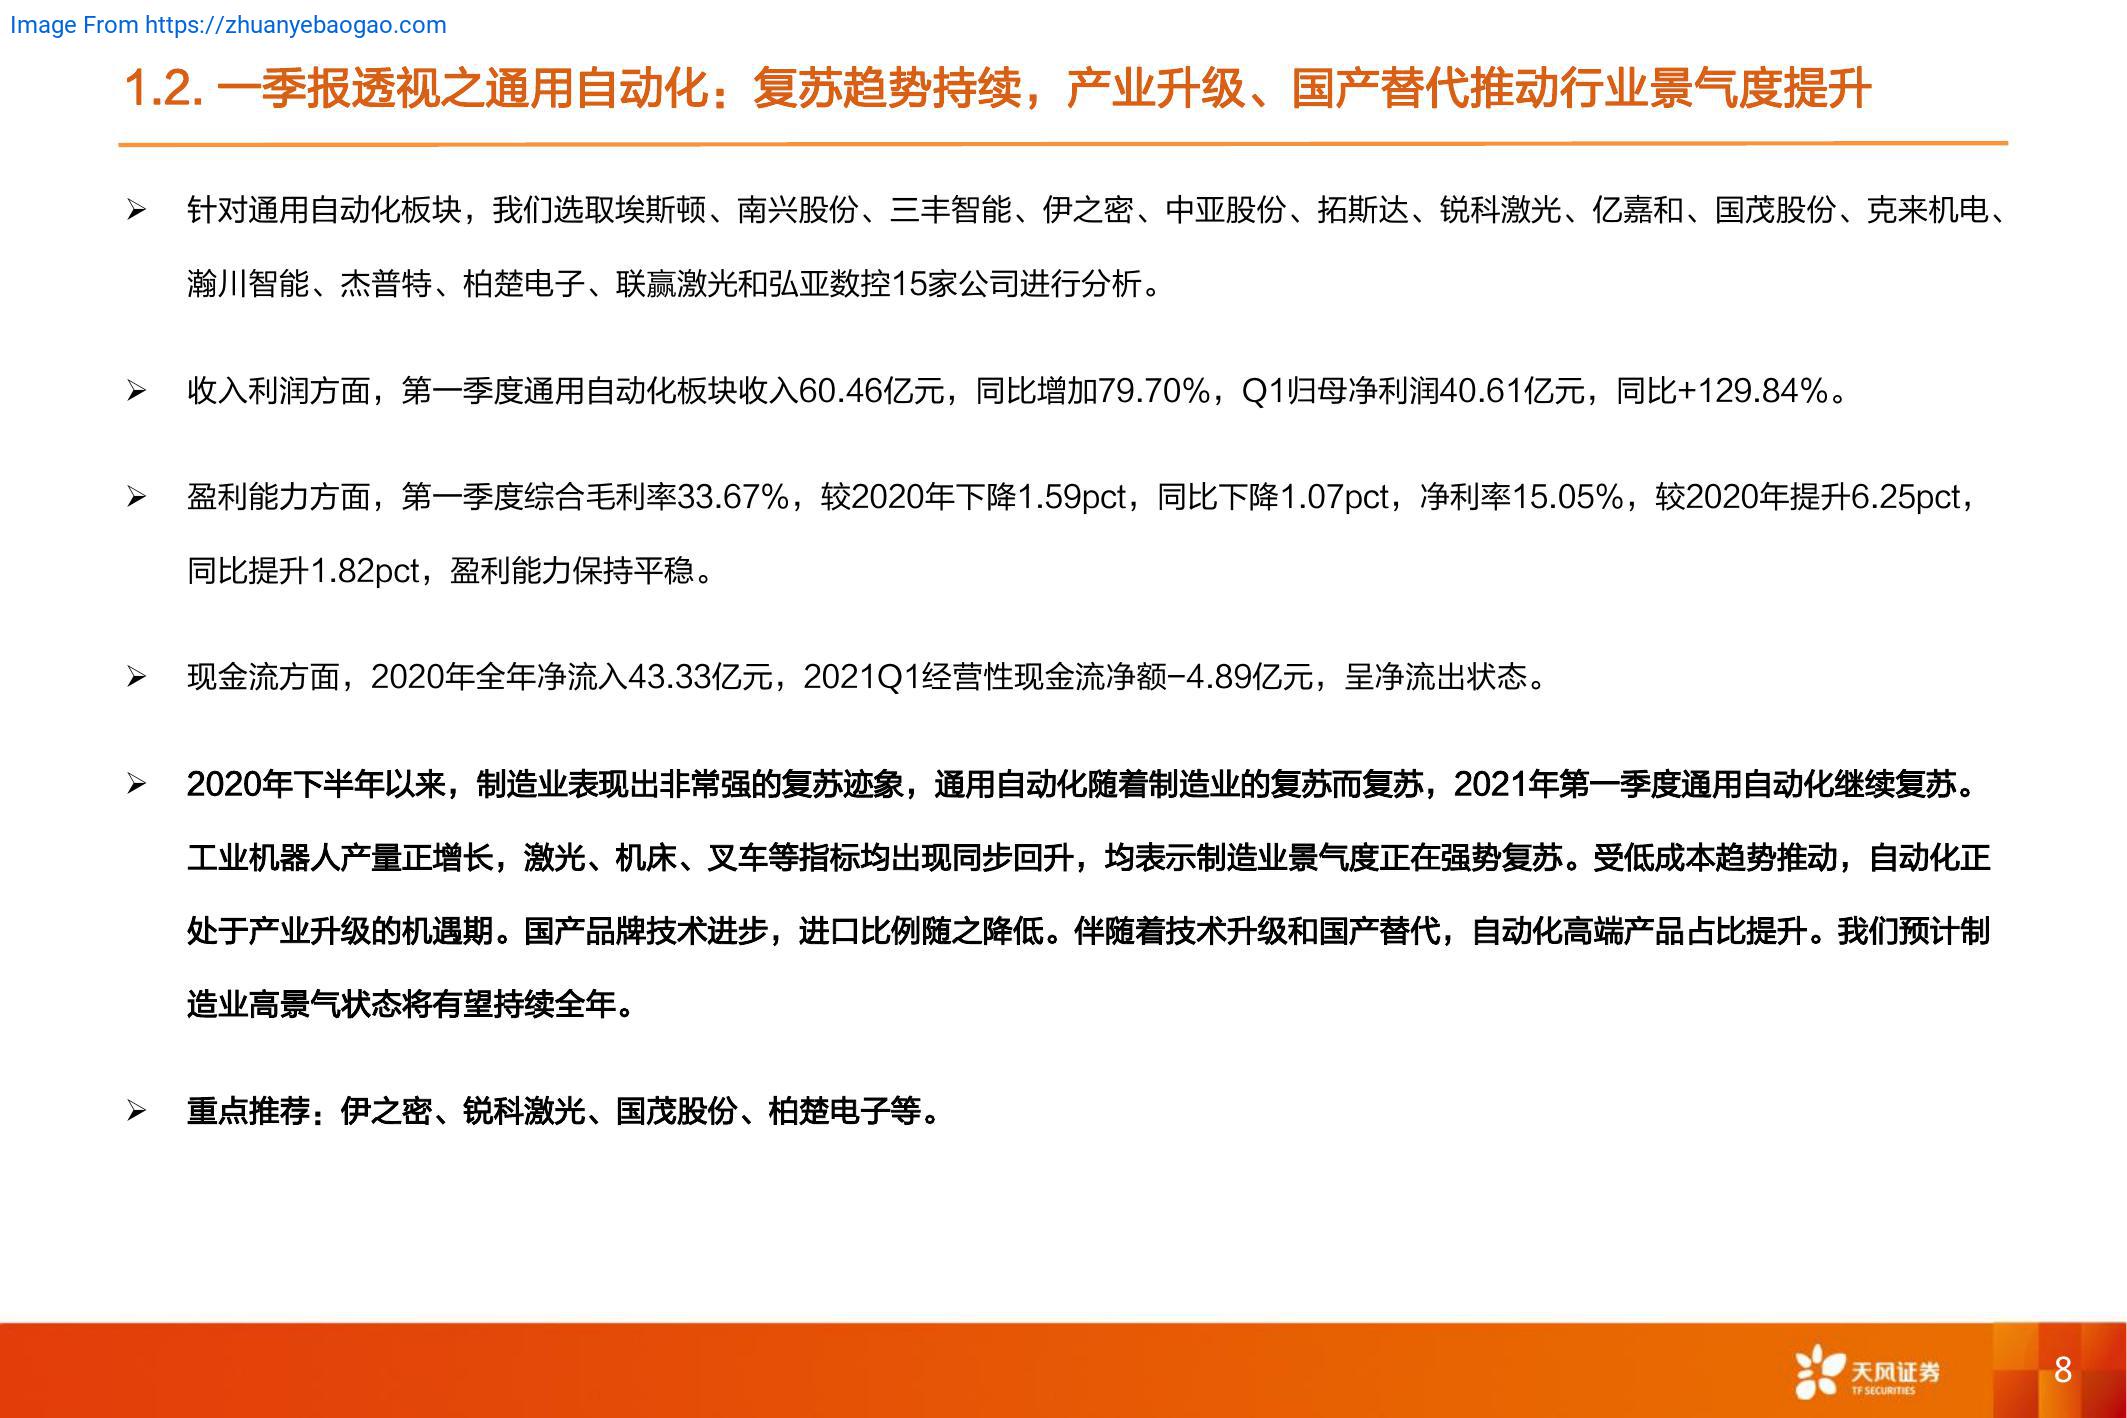 Image From https://zhuanyebaogao.com
1.2. 一季报透视之通用自动化：复苏趋势持续，产业升级、国产替代推动行业景气度提升
➢ 针对通用自动化板块，我们选取埃斯顿、南兴股份、三丰智能、伊之密、中亚股份、拓斯达、锐科激光、亿嘉和、国茂股份、克来机电、
瀚川智能、杰普特、柏楚电子、联赢激光和弘亚数控15家公司进行分析。
➢ 收入利润方面，第一季度通用自动化板块收入60.46亿元，同比增加79.70%，Q1归母净利润40.61亿元，同比+129.84%。
➢ 盈利能力方面，第一季度综合毛利率33.67%，较2020年下降1.59pct，同比下降1.07pct，净利率15.05%，较2020年提升6.25pct，
同比提升1.82pct，盈利能力保持平稳。
➢ 现金流方面，2020年全年净流入43.33亿元，2021Q1经营性现金流净额-4.89亿元，呈净流出状态。
➢ 2020年下半年以来，制造业表现出非常强的复苏迹象，通用自动化随着制造业的复苏而复苏，2021年第一季度通用自动化继续复苏。
工业机器人产量正增长，激光、机床、叉车等指标均出现同步回升，均表示制造业景气度正在强势复苏。受低成本趋势推动，自动化正
处于产业升级的机遇期。国产品牌技术进步，进口比例随之降低。伴随着技术升级和国产替代，自动化高端产品占比提升。我们预计制
造业高景气状态将有望持续全年。
➢ 重点推荐：伊之密、锐科激光、国茂股份、柏楚电子等。
天风证券
TF SECURITIES
8